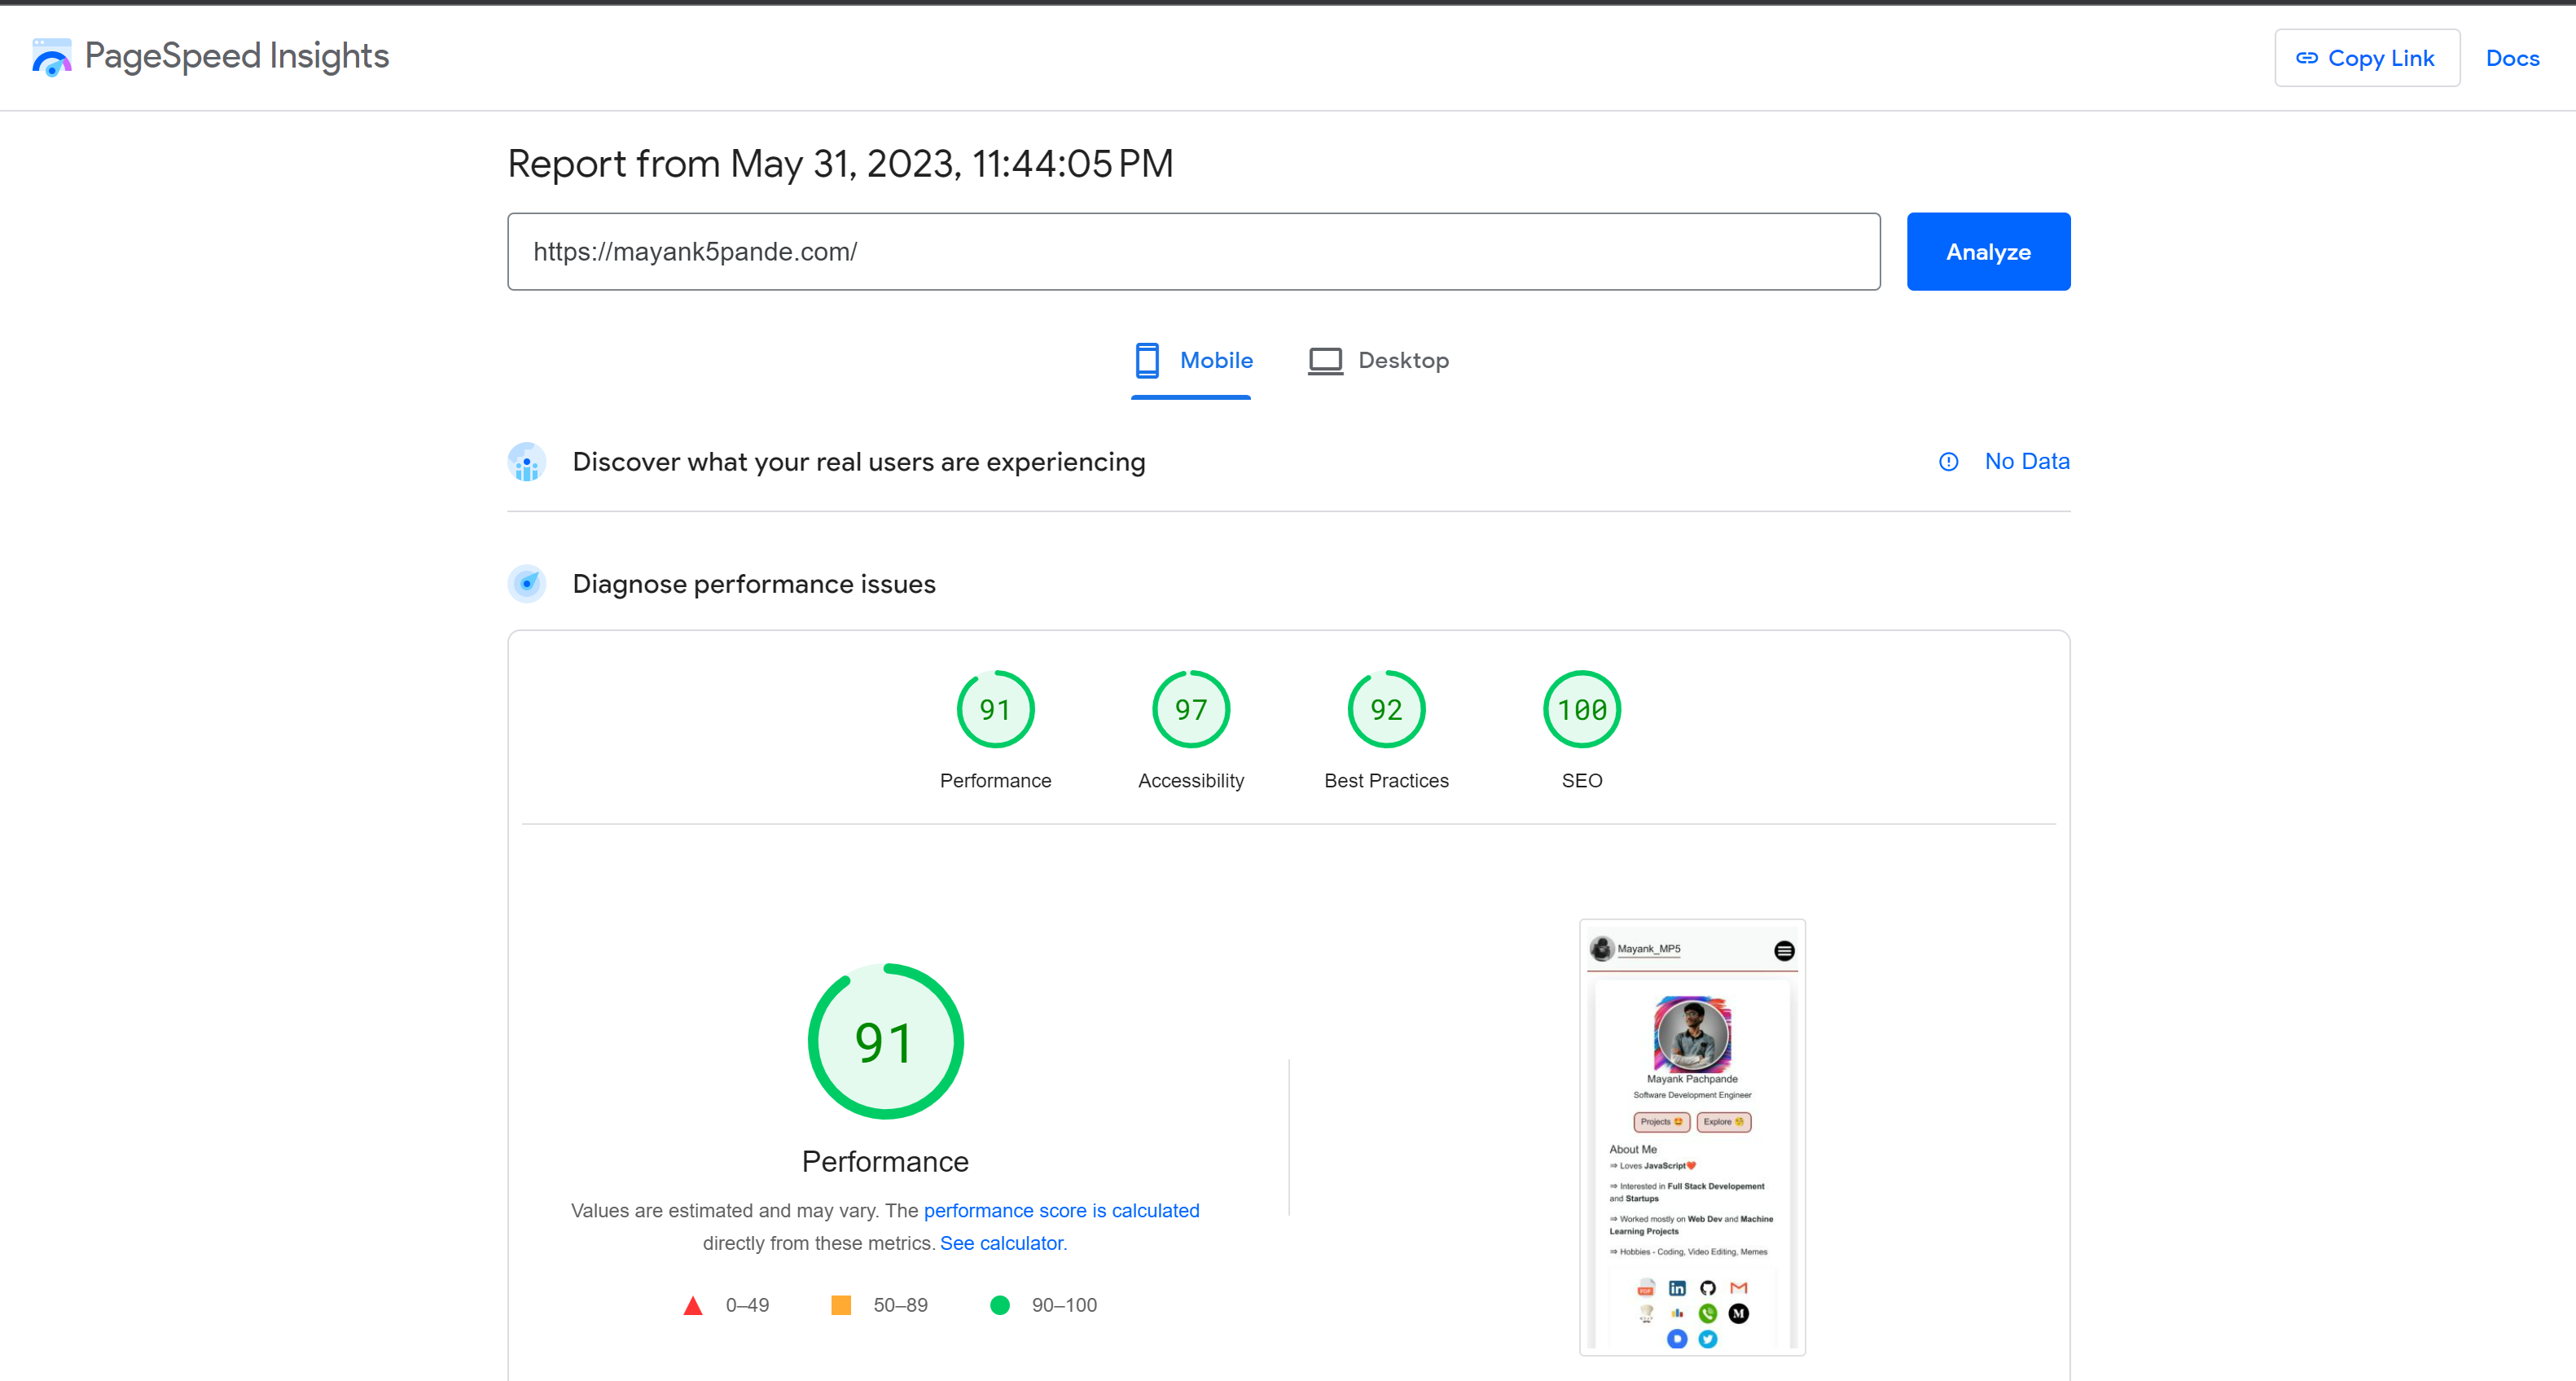 PageSpeed Insights
Copy Link
Docs
Report from May 31, 2023, 11:44:05 PM
https://mayank5pande.com/
Analyze
Mobile
Desktop
Discover what your real users are experiencing
No Data
Diagnose performance issues
91
97
92
100
Performance
Accessibility
Best Practices
SEO
91
Performance
Values are estimated and may vary. The performance score is calculated
directly from these metrics. See calculator.
0–49
50–89
90–100
Mayank_MP5
Mayank Pachpande
Software Development Engineer
Projects 🤩
Explore 🧐
About Me
⇒ Loves JavaScript❤️
⇒ Interested in Full Stack Developement
and Startups
⇒ Worked mostly on Web Dev and Machine
Learning Projects
⇒ Hobbies - Coding, Video Editing, Memes
PDF
in
M
D